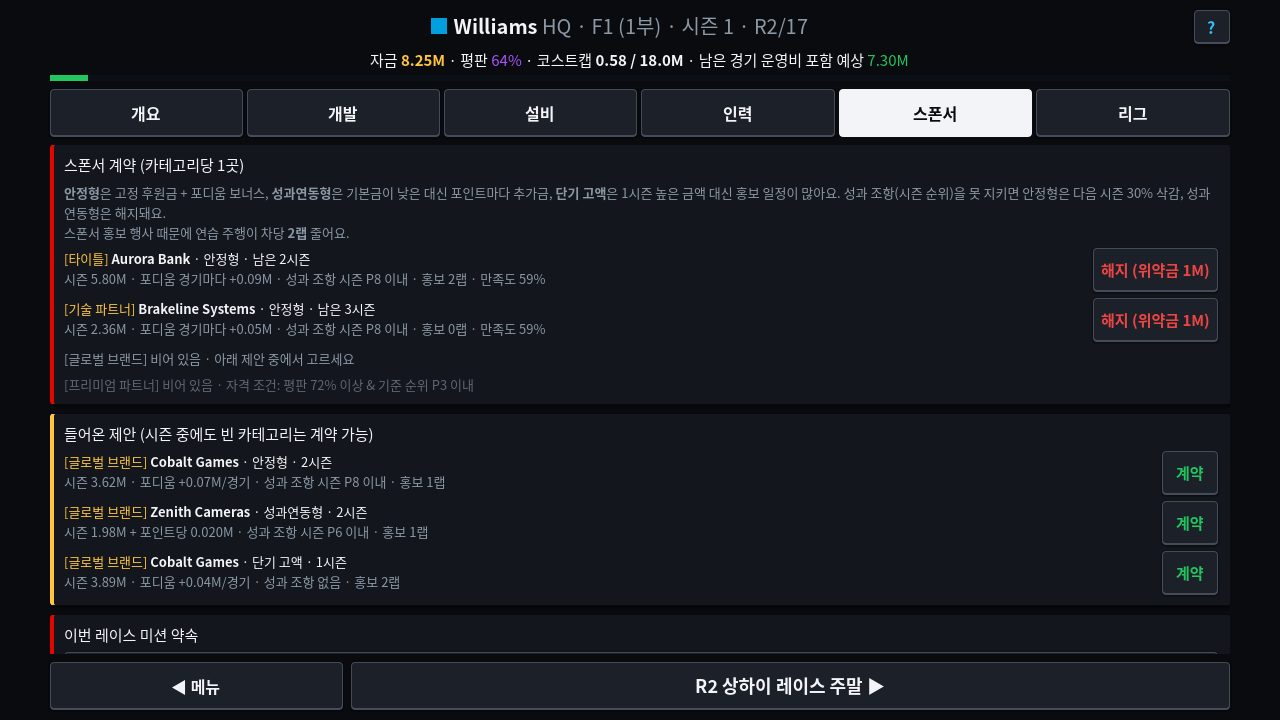 Williams HQ · F1 (1부) · 시즌 1 · R2/17
?
자금 8.25M · 평판 64% · 코스트캡 0.58 / 18.0M · 남은 경기 운영비 포함 예상 7.30M
개요
개발
설비
인력
스폰서
리그
스폰서 계약 (카테고리당 1곳)
안정형은 고정 후원금 + 포디움 보너스, 성과연동형은 기본금이 낮은 대신 포인트마다 추가금, 단기 고액은 1시즌 높은 금액 대신 홍보 일정이 많아요. 성과 조항(시즌 순위)을 못 지키면 안정형은 다음 시즌 30% 삭감, 성과
연동형은 해지돼요.
스폰서 홍보 행사 때문에 연습 주행이 차당 2랩 줄어요.
[타이틀] Aurora Bank · 안정형 · 남은 2시즌
시즌 5.80M · 포디움 경기마다 +0.09M · 성과 조항 시즌 P8 이내 · 홍보 2랩 · 만족도 59%
해지 (위약금 1M)
[기술 파트너] Brakeline Systems · 안정형 · 남은 3시즌
시즌 2.36M · 포디움 경기마다 +0.05M · 성과 조항 시즌 P8 이내 · 홍보 0랩 · 만족도 59%
해지 (위약금 1M)
[글로벌 브랜드] 비어 있음 · 아래 제안 중에서 고르세요
[프리미엄 파트너] 비어 있음 · 자격 조건: 평판 72% 이상 & 기준 순위 P3 이내
들어온 제안 (시즌 중에도 빈 카테고리는 계약 가능)
[글로벌 브랜드] Cobalt Games · 안정형 · 2시즌
시즌 3.62M · 포디움 +0.07M/경기 · 성과 조항 시즌 P8 이내 · 홍보 1랩
계약
[글로벌 브랜드] Zenith Cameras · 성과연동형 · 2시즌
시즌 1.98M + 포인트당 0.020M · 성과 조항 시즌 P6 이내 · 홍보 1랩
계약
[글로벌 브랜드] Cobalt Games · 단기 고액 · 1시즌
시즌 3.89M · 포디움 +0.04M/경기 · 성과 조항 없음 · 홍보 2랩
계약
이번 레이스 미션 약속
◀ 메뉴
R2 상하이 레이스 주말 ▶